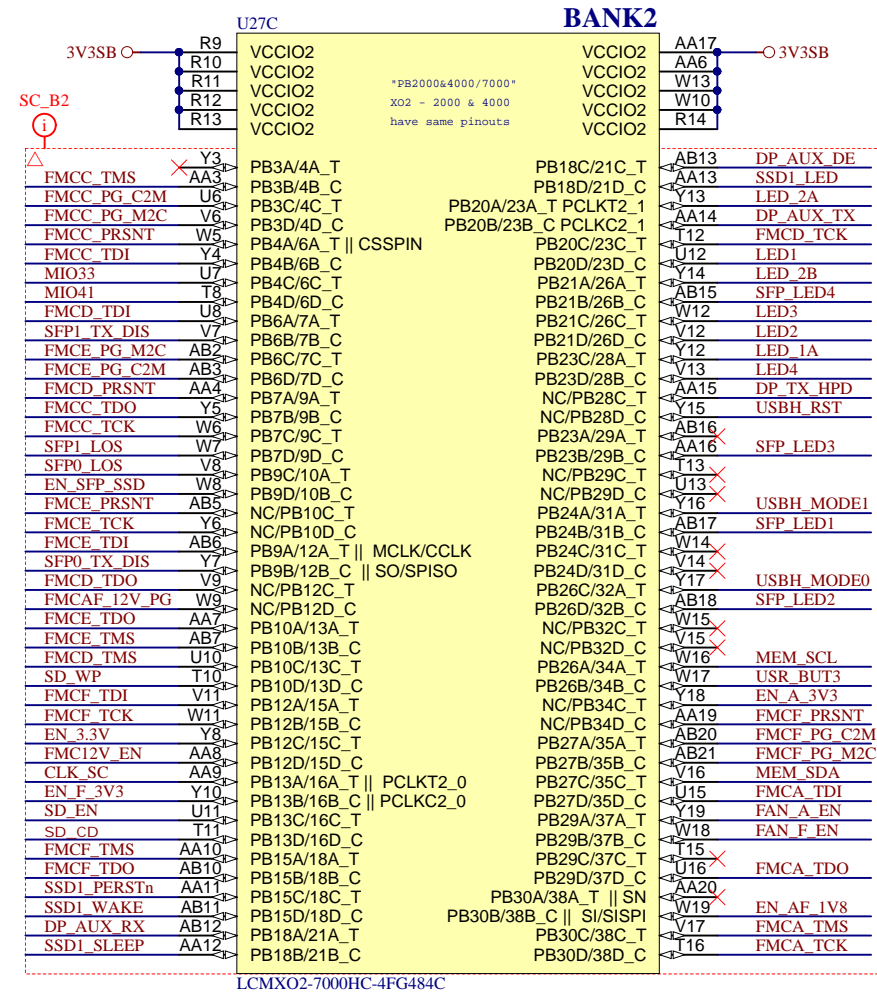 BANK2
U27C
3V3SB R9 VCCIO2 VCCIO2 AA17 3V3SB
R10 VCCIO2 VCCIO2 AA6
R11 VCCIO2 "PB2000&4000/7000" VCCIO2 W13
R12 VCCIO2 XO2 - 2000 & 4000 VCCIO2 W10
R13 VCCIO2 have same pinouts VCCIO2 R14
SC_B2
i
Y3 PB3A/4A_T PB18C/21C_T AB13 DP_AUX_DE
FMCC_TMS AA3 PB3B/4B_C PB18D/21D_C AA13 SSD1_LED
FMCC_PG_C2M U6 PB3C/4C_T PB20A/23A_T PCLKT2_1 Y13 LED_2A
FMCC_PG_M2C V6 PB3D/4D_C PB20B/23B_C PCLKC2_1 AA14 DP_AUX_TX
FMCC_PRSNT W5 PB4A/6A_T || CSSPIN PB20C/23C_T T12 FMCD_TCK
FMCC_TDI Y4 PB4B/6B_C PB20D/23D_C U12 LED1
MIO33 U7 PB4C/6C_T PB21A/26A_T Y14 LED_2B
MIO41 T8 PB4D/6D_C PB21B/26B_C AB15 SFP_LED4
FMCD_TDI U8 PB6A/7A_T PB21C/26C_T W12 LED3
SFP1_TX_DIS V7 PB6B/7B_C PB21D/26D_C V12 LED2
FMCE_PG_M2C AB2 PB6C/7C_T PB23C/28A_T Y12 LED_1A
FMCE_PG_C2M AB3 PB6D/7D_C PB23D/28B_C V13 LED4
FMCD_PRSNT AA4 PB7A/9A_T NC/PB28C_T AA15 DP_TX_HPD
FMCC_TDO Y5 PB7B/9B_C NC/PB28D_C Y15 USBH_RST
FMCC_TCK W6 PB7C/9C_T PB23A/29A_T AB16
SFP1_LOS W7 PB7D/9D_C PB23B/29B_C AA16 SFP_LED3
SFP0_LOS V8 PB9C/10A_T NC/PB29C_T T13
EN_SFP_SSD W8 PB9D/10B_C NC/PB29D_C U13
FMCE_PRSNT AB5 NC/PB10C_T PB24A/31A_T Y16 USBH_MODE1
FMCE_TCK Y6 NC/PB10D_C PB24B/31B_C AB17 SFP_LED1
FMCE_TDI AB6 PB9A/12A_T || MCLK/CCLK PB24C/31C_T W14
SFP0_TX_DIS Y7 PB9B/12B_C || SO/SPISO PB24D/31D_C V14
FMCD_TDO V9 NC/PB12C_T PB26C/32A_T Y17 USBH_MODE0
FMCAF_12V_PG W9 NC/PB12D_C PB26D/32B_C AB18 SFP_LED2
FMCE_TDO AA7 PB10A/13A_T NC/PB32C_T W15
FMCE_TMS AB7 PB10B/13B_C NC/PB32D_C V15
FMCD_TMS U10 PB10C/13C_T PB26A/34A_T W16 MEM_SCL
SD_WP T10 PB10D/13D_C PB26B/34B_C W17 USR_BUT3
FMCF_TDI V11 PB12A/15A_T NC/PB34C_T Y18 EN_A_3V3
FMCF_TCK W11 PB12B/15B_C NC/PB34D_C AA19 FMCF_PRSNT
EN_3.3V Y8 PB12C/15C_T PB27A/35A_T AB20 FMCF_PG_C2M
FMC12V_EN AA8 PB12D/15D_C PB27B/35B_C AB21 FMCF_PG_M2C
CLK_SC AA9 PB13A/16A_T || PCLKT2_0 PB27C/35C_T V16 MEM_SDA
EN_F_3V3 Y10 PB13B/16B_C || PCLKC2_0 PB27D/35D_C U15 FMCA_TDI
SD_EN U11 PB13C/16C_T PB29A/37A_T Y19 FAN_A_EN
SD_CD T11 PB13D/16D_C PB29B/37B_C W18 FAN_F_EN
FMCF_TMS AA10 PB15A/18A_T PB29C/37C_T T15
FMCF_TDO AB10 PB15B/18B_C PB29D/37D_C U16 FMCA_TDO
SSD1_PERSTn AA11 PB15C/18C_T PB30A/38A_T || SN AA20
SSD1_WAKE AB11 PB15D/18D_C PB30B/38B_C || SI/SISPI W19 EN_AF_1V8
DP_AUX_RX AB12 PB18A/21A_T PB30C/38C_T V17 FMCA_TMS
SSD1_SLEEP AA12 PB18B/21B_C PB30D/38D_C T16 FMCA_TCK
LCMXO2-7000HC-4FG484C